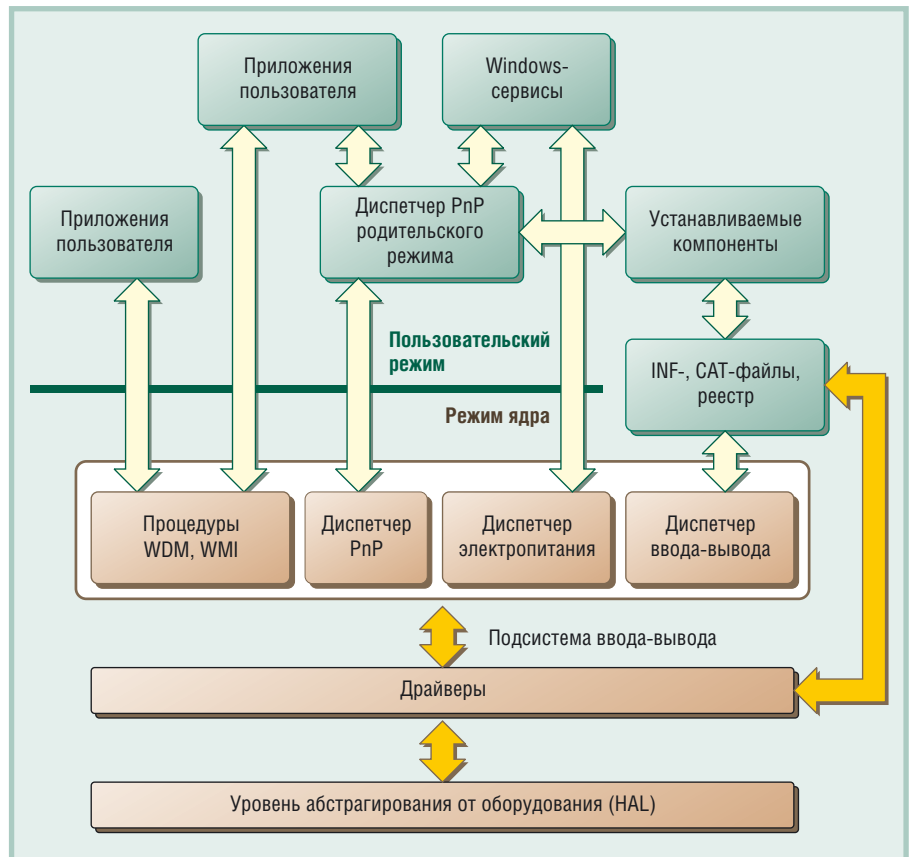 Приложения
пользователя
Windows-
сервисы
Приложения
пользователя
Диспетчер PnP
родительского
режима
Устанавливаемые
компоненты
Пользовательский
режим
INF-, CAT-файлы,
реестр
Режим ядра
Процедуры
WDM, WMI
Диспетчер
PnP
Диспетчер
электропитания
Диспетчер
ввода-вывода
Подсистема ввода-вывода
Драйверы
Уровень абстрагирования от оборудования (HAL)